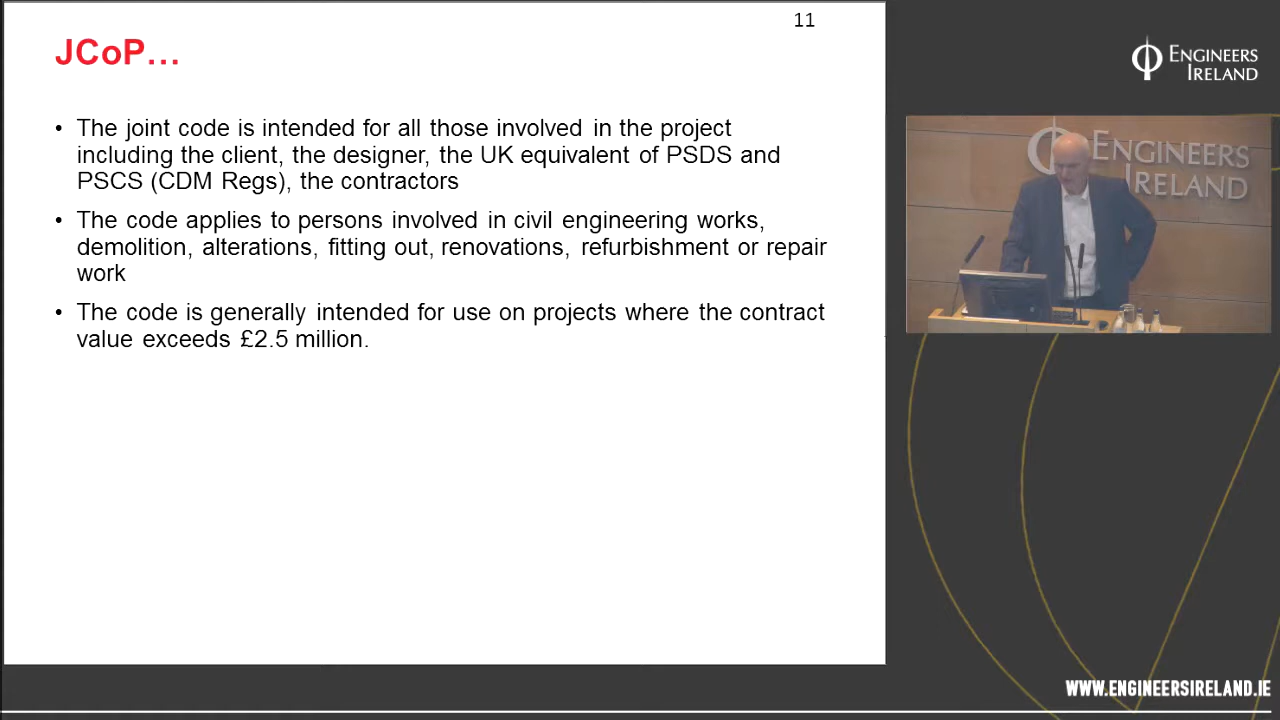 11
JCoP…
• The joint code is intended for all those involved in the project
including the client, the designer, the UK equivalent of PSDS and
PSCS (CDM Regs), the contractors
• The code applies to persons involved in civil engineering works,
demolition, alterations, fitting out, renovations, refurbishment or repair
work
• The code is generally intended for use on projects where the contract
value exceeds £2.5 million.
ENGINEERS
IRELAND
ENGINEERS
IRELAND
WWW.ENGINEERSIRELAND.IE